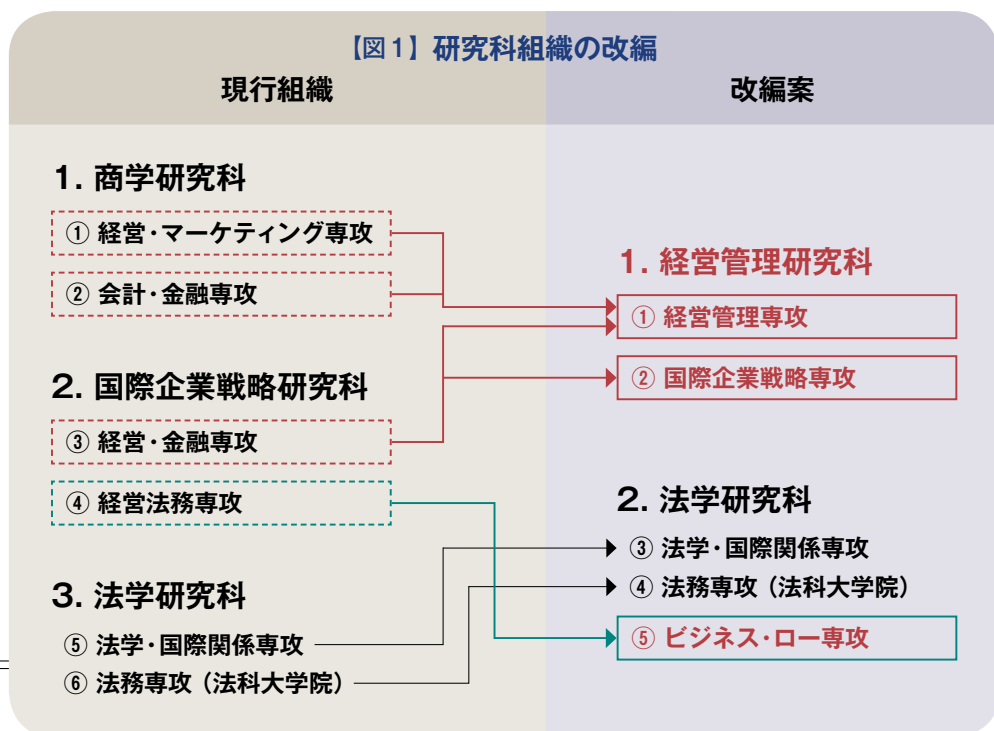 【図1】研究科組織の改編
現行組織
1. 商学研究科
① 経営・マーケティング専攻
② 会計・金融専攻
2. 国際企業戦略研究科
③ 経営・金融専攻
④ 経営法務専攻
3. 法学研究科
⑤ 法学・国際関係専攻
⑥ 法務専攻（法科大学院）
改編案
1. 経営管理研究科
① 経営管理専攻
② 国際企業戦略専攻
2. 法学研究科
③ 法学・国際関係専攻
④ 法務専攻（法科大学院）
⑤ ビジネス・ロー専攻